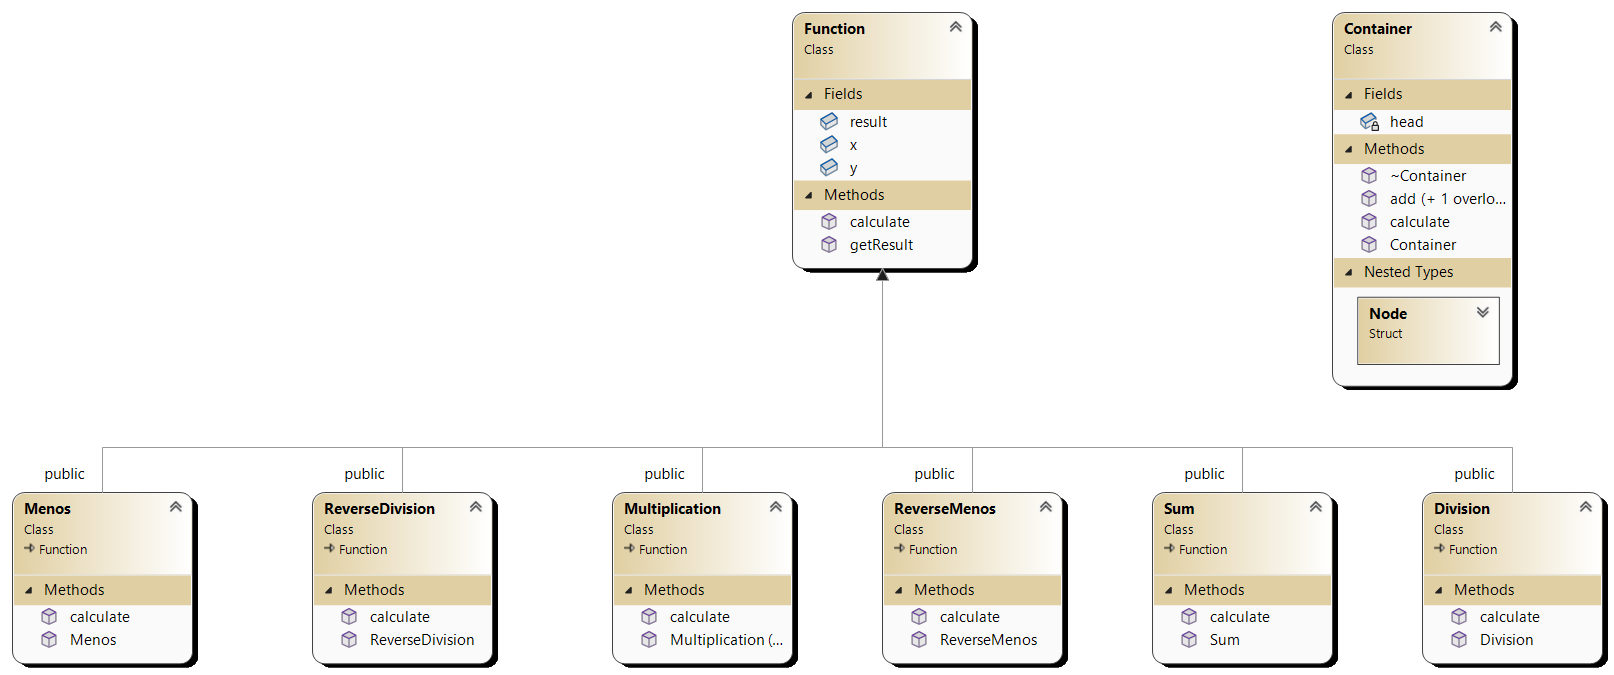 Function
Class
Fields
result
x
y
Methods
calculate
getResult
Container
Class
Fields
head
Methods
~Container
add (+ 1 overlo...
calculate
Container
Nested Types
Node
Struct
public
Menos
Class
Function
Methods
calculate
Menos
public
ReverseDivision
Class
Function
Methods
calculate
ReverseDivision
public
Multiplication
Class
Function
Methods
calculate
Multiplication (...
public
ReverseMenos
Class
Function
Methods
calculate
ReverseMenos
public
Sum
Class
Function
Methods
calculate
Sum
public
Division
Class
Function
Methods
calculate
Division